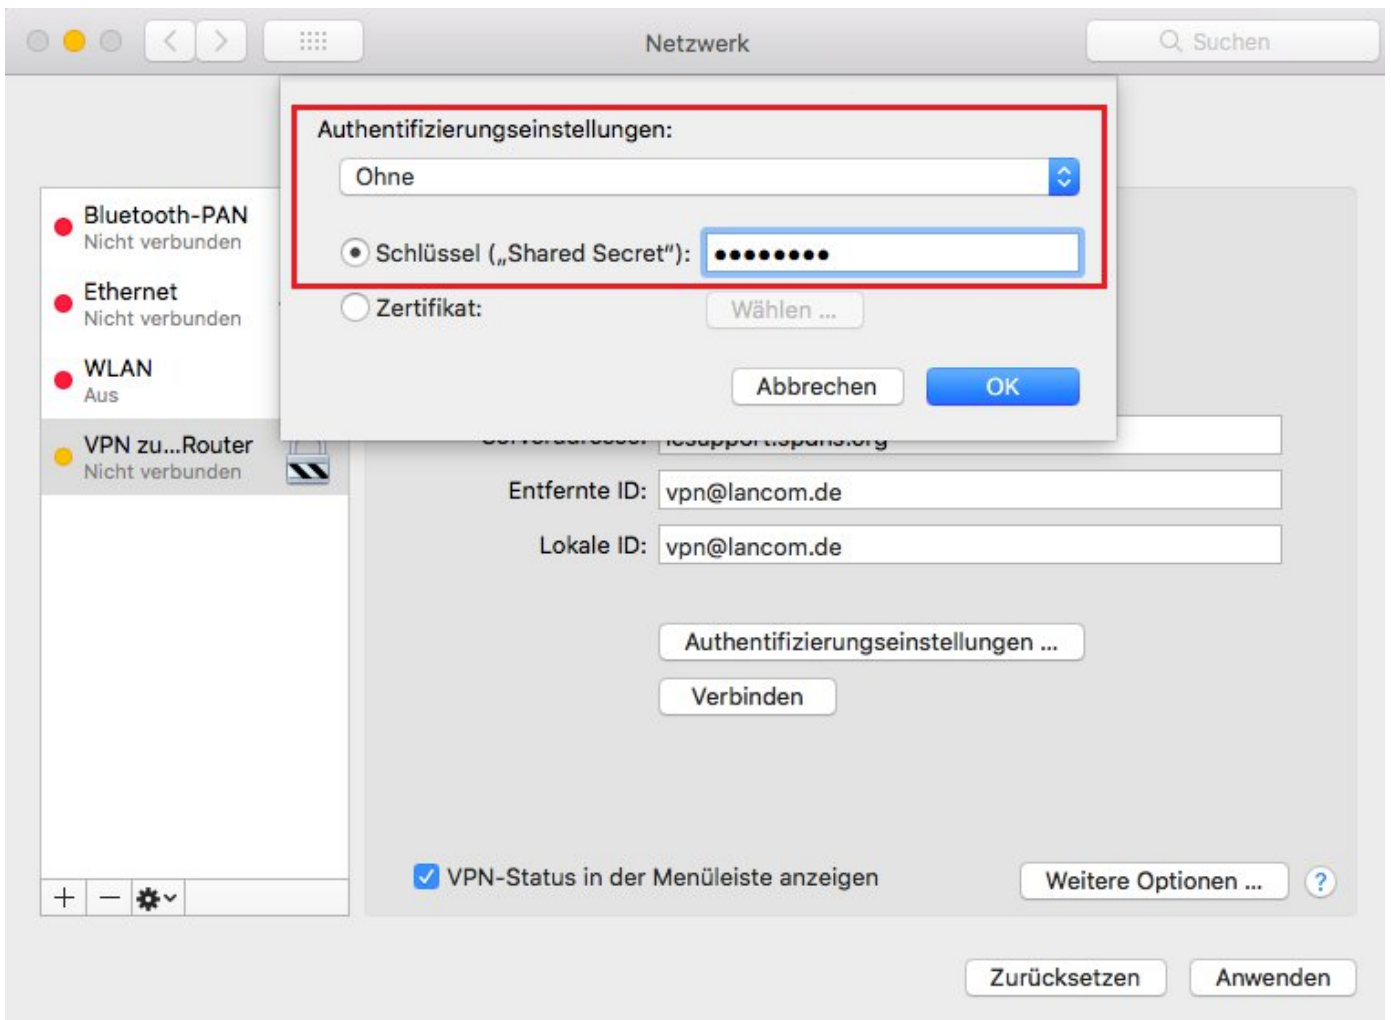 Netzwerk
Suchen
Authentifizierungseinstellungen:
Ohne
Schlüssel („Shared Secret“): ••••••••
Zertifikat:
Wählen ...
Abbrechen
OK
Bluetooth-PAN
Nicht verbunden
Ethernet
Nicht verbunden
WLAN
Aus
VPN zu...Router
Nicht verbunden
Serveradresse:
Entfernte ID: vpn@lancom.de
Lokale ID: vpn@lancom.de
Authentifizierungseinstellungen ...
Verbinden
VPN-Status in der Menüleiste anzeigen
Weitere Optionen ...
?
Zurücksetzen
Anwenden